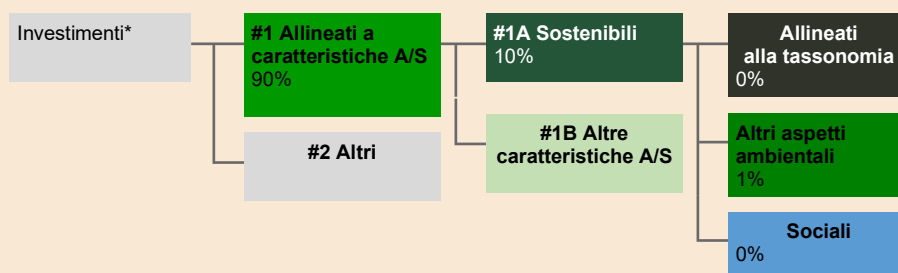 Investimenti*
#1 Allineati a
caratteristiche A/S
90%
#2 Altri
#1A Sostenibili
10%
#1B Altre
caratteristiche A/S
Allineati
alla tassonomia
0%
Altri aspetti
ambientali
1%
Sociali
0%